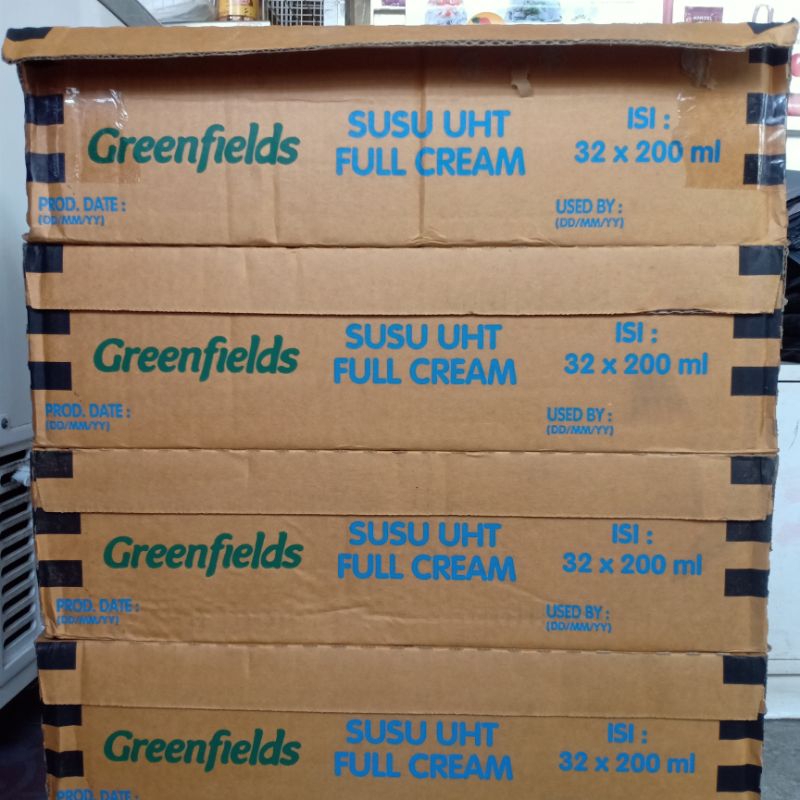 Greenfields
SUSU UHT
FULL CREAM
ISI :
32 x 200 ml
PROD. DATE :
(DD/MM/YY)
USED BY :
(DD/MM/YY)
Greenfields
SUSU UHT
FULL CREAM
ISI :
32 x 200 ml
PROD. DATE :
(DD/MM/YY)
USED BY :
(DD/MM/YY)
Greenfields
SUSU UHT
FULL CREAM
ISI :
32 x 200 ml
PROD. DATE :
(DD/MM/YY)
USED BY :
(DD/MM/YY)
Greenfields
SUSU UHT
FULL CREAM
ISI :
32 x 200 ml
PROD. DATE :